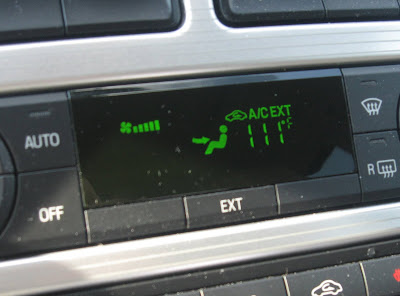 A/C EXT
AUTO
111°F
R
OFF
EXT